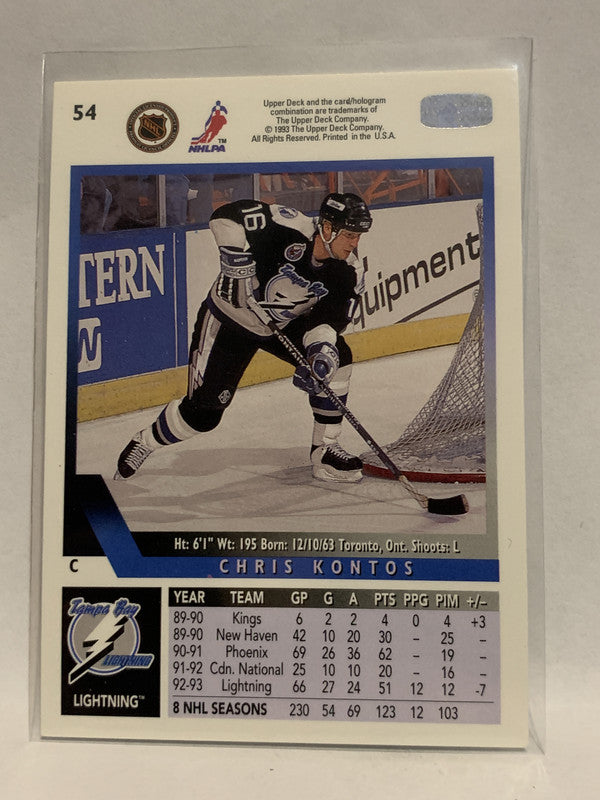 54
NHL
NHLPA
TM
Upper Deck and the card/hologram
combination are trademarks of
The Upper Deck Company.
© 1993 The Upper Deck Company.
All Rights Reserved. Printed in the U.S.A.
TERN
W
16
Tampa Bay
quipment
Ht: 6'1" Wt: 195 Born: 12/10/63 Toronto, Ont. Shoots: L
C CHRIS KONTOS
Tampa Bay
LIGHTNING
LIGHTNING™
YEAR TEAM GP G A PTS PPG PIM +/–
89-90 Kings 6 2 2 4 0 4 +3
89-90 New Haven 42 10 20 30 – 25 –
90-91 Phoenix 69 26 36 62 – 19 –
91-92 Cdn. National 25 10 10 20 – 16 –
92-93 Lightning 66 27 24 51 12 12 -7
8 NHL SEASONS 230 54 69 123 12 103